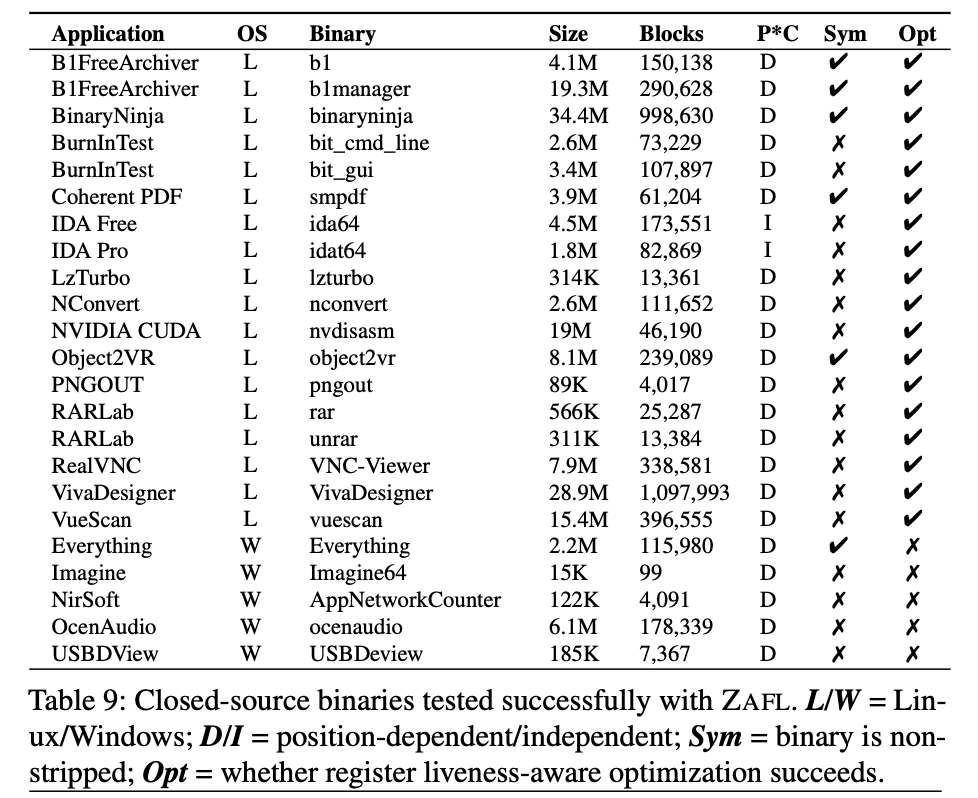 Application OS Binary Size Blocks P*C Sym Opt
B1FreeArchiver L b1 4.1M 150,138 D ✔ ✔
B1FreeArchiver L b1manager 19.3M 290,628 D ✔ ✔
BinaryNinja L binaryninja 34.4M 998,630 D ✔ ✔
BurnInTest L bit_cmd_line 2.6M 73,229 D ✗ ✔
BurnInTest L bit_gui 3.4M 107,897 D ✗ ✔
Coherent PDF L smpdf 3.9M 61,204 D ✔ ✔
IDA Free L ida64 4.5M 173,551 I ✗ ✔
IDA Pro L idat64 1.8M 82,869 I ✗ ✔
LzTurbo L lzturbo 314K 13,361 D ✗ ✔
NConvert L nconvert 2.6M 111,652 D ✗ ✔
NVIDIA CUDA L nvdisasm 19M 46,190 D ✗ ✔
Object2VR L object2vr 8.1M 239,089 D ✔ ✔
PNGOUT L pngout 89K 4,017 D ✗ ✔
RARLab L rar 566K 25,287 D ✗ ✔
RARLab L unrar 311K 13,384 D ✗ ✔
RealVNC L VNC-Viewer 7.9M 338,581 D ✗ ✔
VivaDesigner L VivaDesigner 28.9M 1,097,993 D ✗ ✔
VueScan L vuescan 15.4M 396,555 D ✗ ✔
Everything W Everything 2.2M 115,980 D ✔ ✗
Imagine W Imagine64 15K 99 D ✗ ✗
NirSoft W AppNetworkCounter 122K 4,091 D ✗ ✗
OcenAudio W ocenaudio 6.1M 178,339 D ✗ ✗
USBDView W USBDeview 185K 7,367 D ✗ ✗
Table 9: Closed-source binaries tested successfully with ZAFL. L/W = Lin-
ux/Windows; D/I = position-dependent/independent; Sym = binary is non-
stripped; Opt = whether register liveness-aware optimization succeeds.